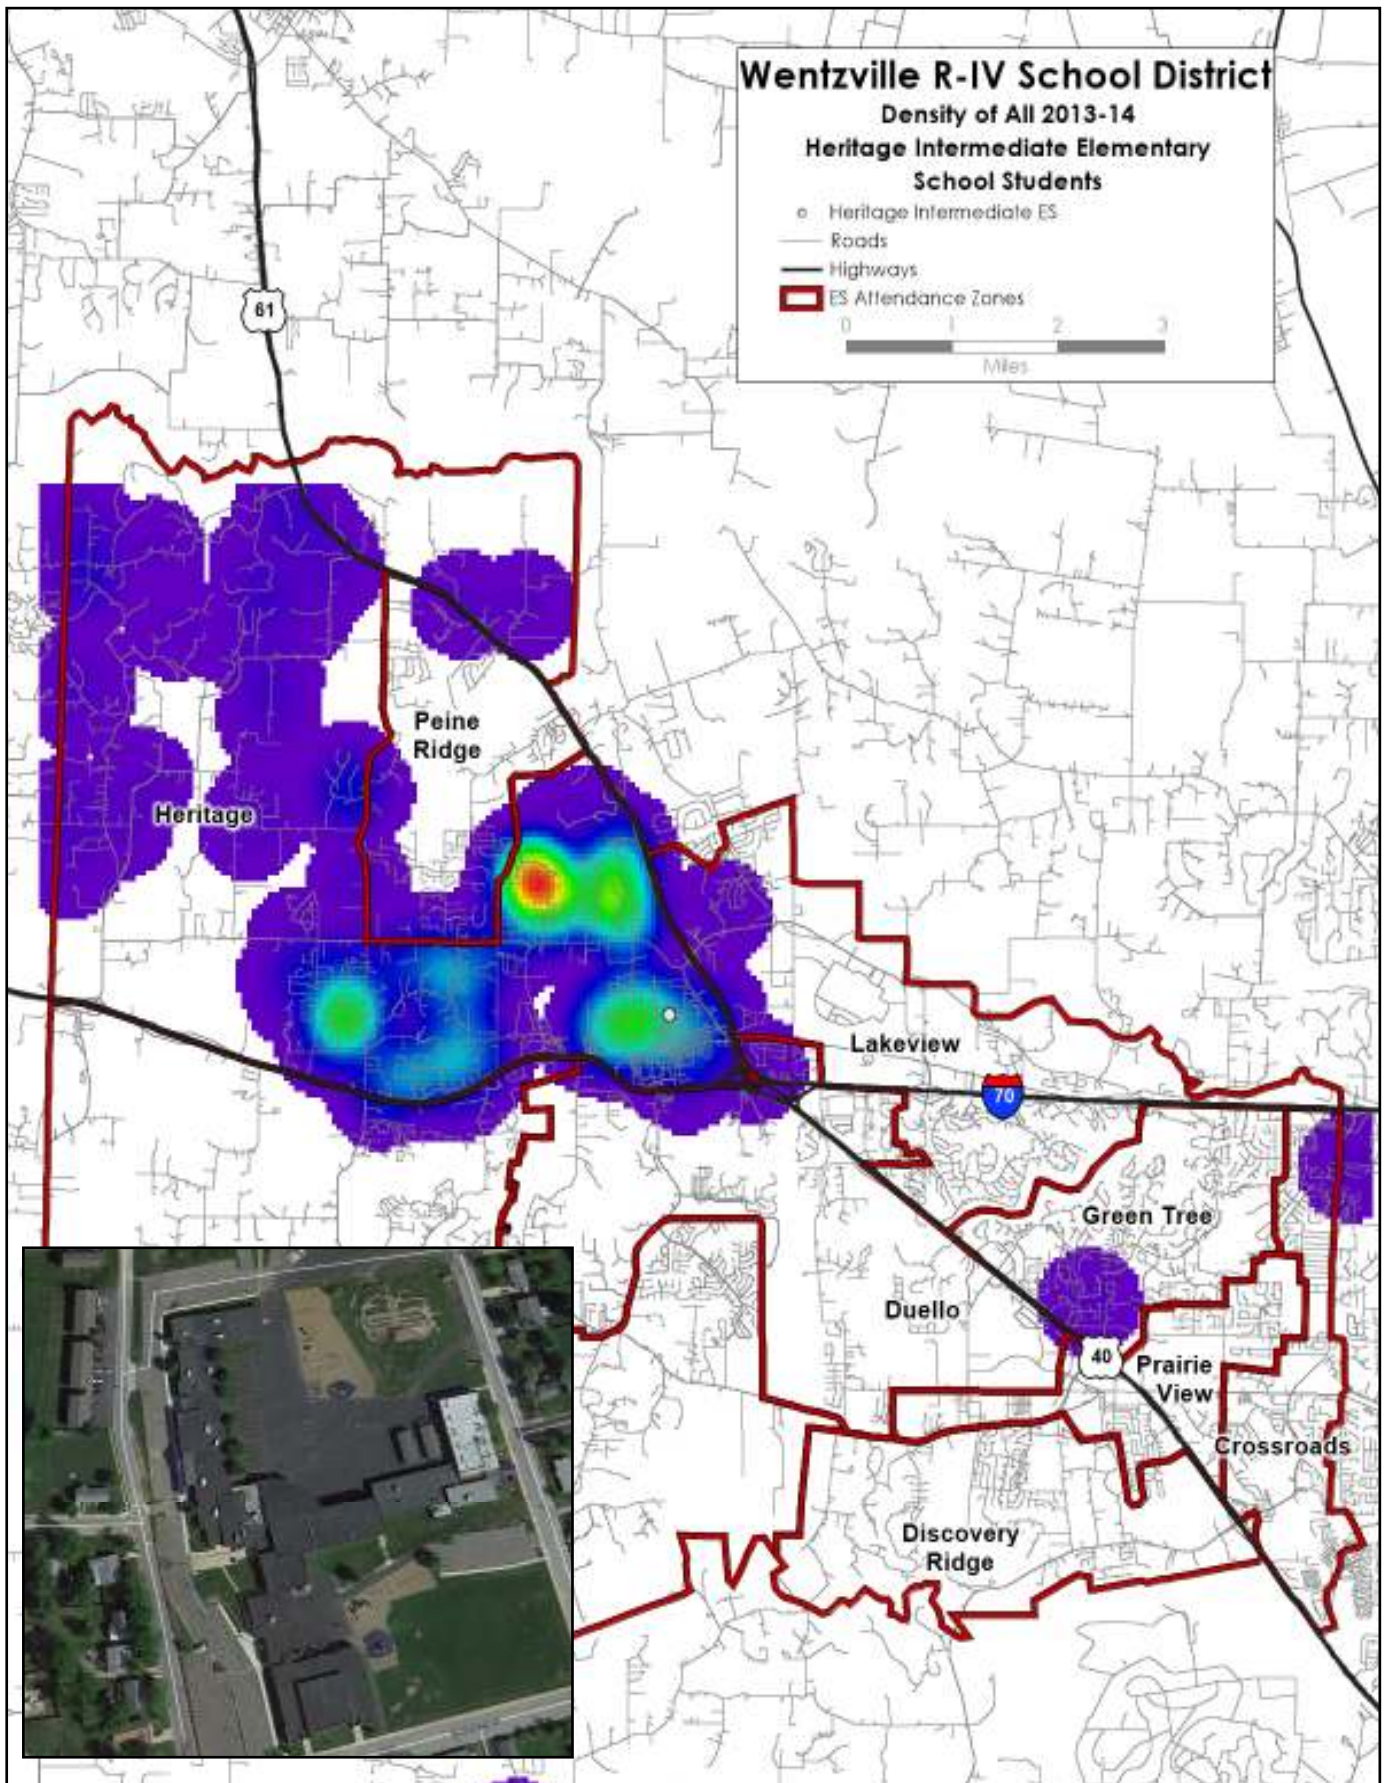 Wentzville R-IV School District
Density of All 2013-14
Heritage Intermediate Elementary
School Students
Heritage Intermediate ES
Roads
Highways
ES Attendance Zones
0 1 2 3
Miles
61
Peine
Ridge
Heritage
Lakeview
70
Green Tree
Duello
40
Prairie
View
Crossroads
Discovery
Ridge